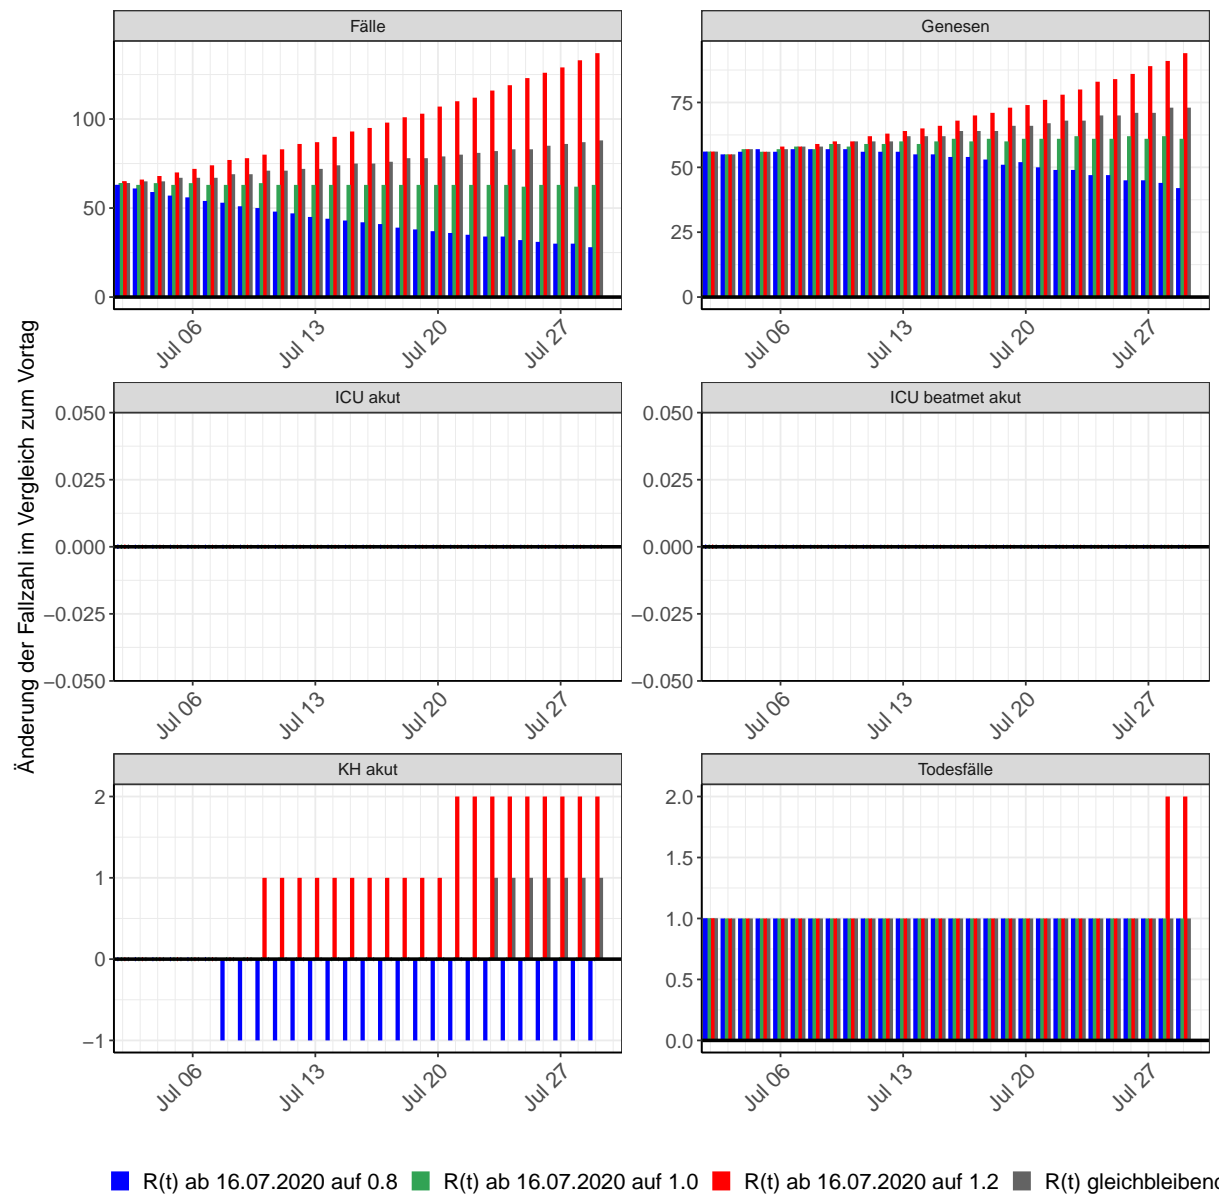 Fälle
Genesen
100
50
0
75
50
25
0
Jul 06
Jul 13
Jul 20
Jul 27
Jul 06
Jul 13
Jul 20
Jul 27
Änderung der Fallzahl im Vergleich zum Vortag
ICU akut
ICU beatmet akut
0.050
0.025
0.000
−0.025
−0.050
0.050
0.025
0.000
−0.025
−0.050
Jul 06
Jul 13
Jul 20
Jul 27
Jul 06
Jul 13
Jul 20
Jul 27
KH akut
Todesfälle
2
1
0
−1
2.0
1.5
1.0
0.5
0.0
Jul 06
Jul 13
Jul 20
Jul 27
Jul 06
Jul 13
Jul 20
Jul 27
R(t) ab 16.07.2020 auf 0.8
R(t) ab 16.07.2020 auf 1.0
R(t) ab 16.07.2020 auf 1.2
R(t) gleichbleibend